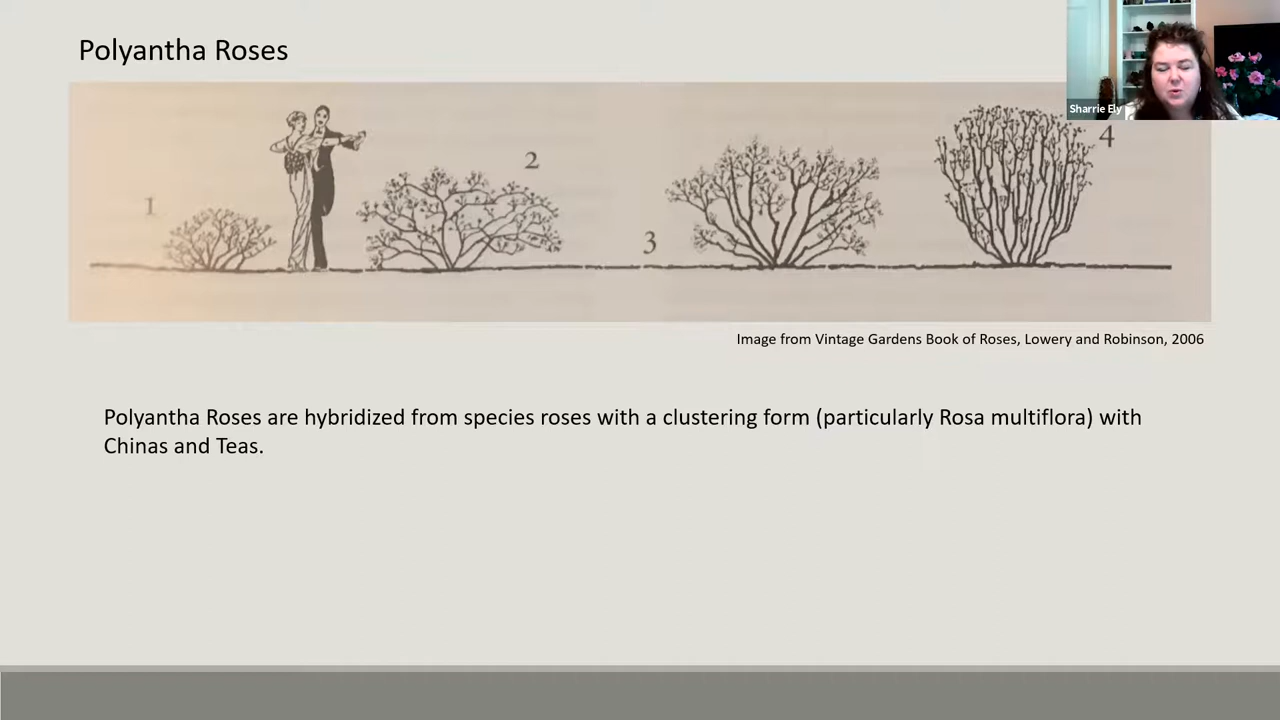 Polyantha Roses
Sharrie Ely
1
2
3
4
Image from Vintage Gardens Book of Roses, Lowery and Robinson, 2006
Polyantha Roses are hybridized from species roses with a clustering form (particularly Rosa multiflora) with
Chinas and Teas.